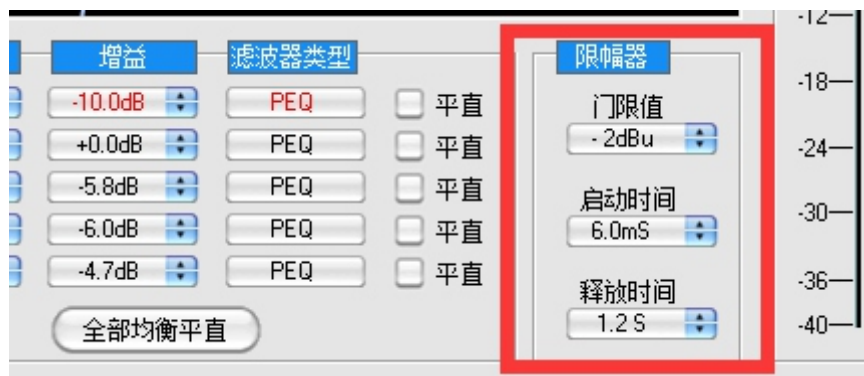 增益 滤波器类型 限幅器
-12
-10.0dB PEQ 平直
-18
门限值
+0.0dB PEQ 平直
- 2dBu
-24
-5.8dB PEQ 平直
启动时间
-30
-6.0dB PEQ 平直
6.0mS
-4.7dB PEQ 平直
释放时间
-36
全部均衡平直
1.2 S
-40